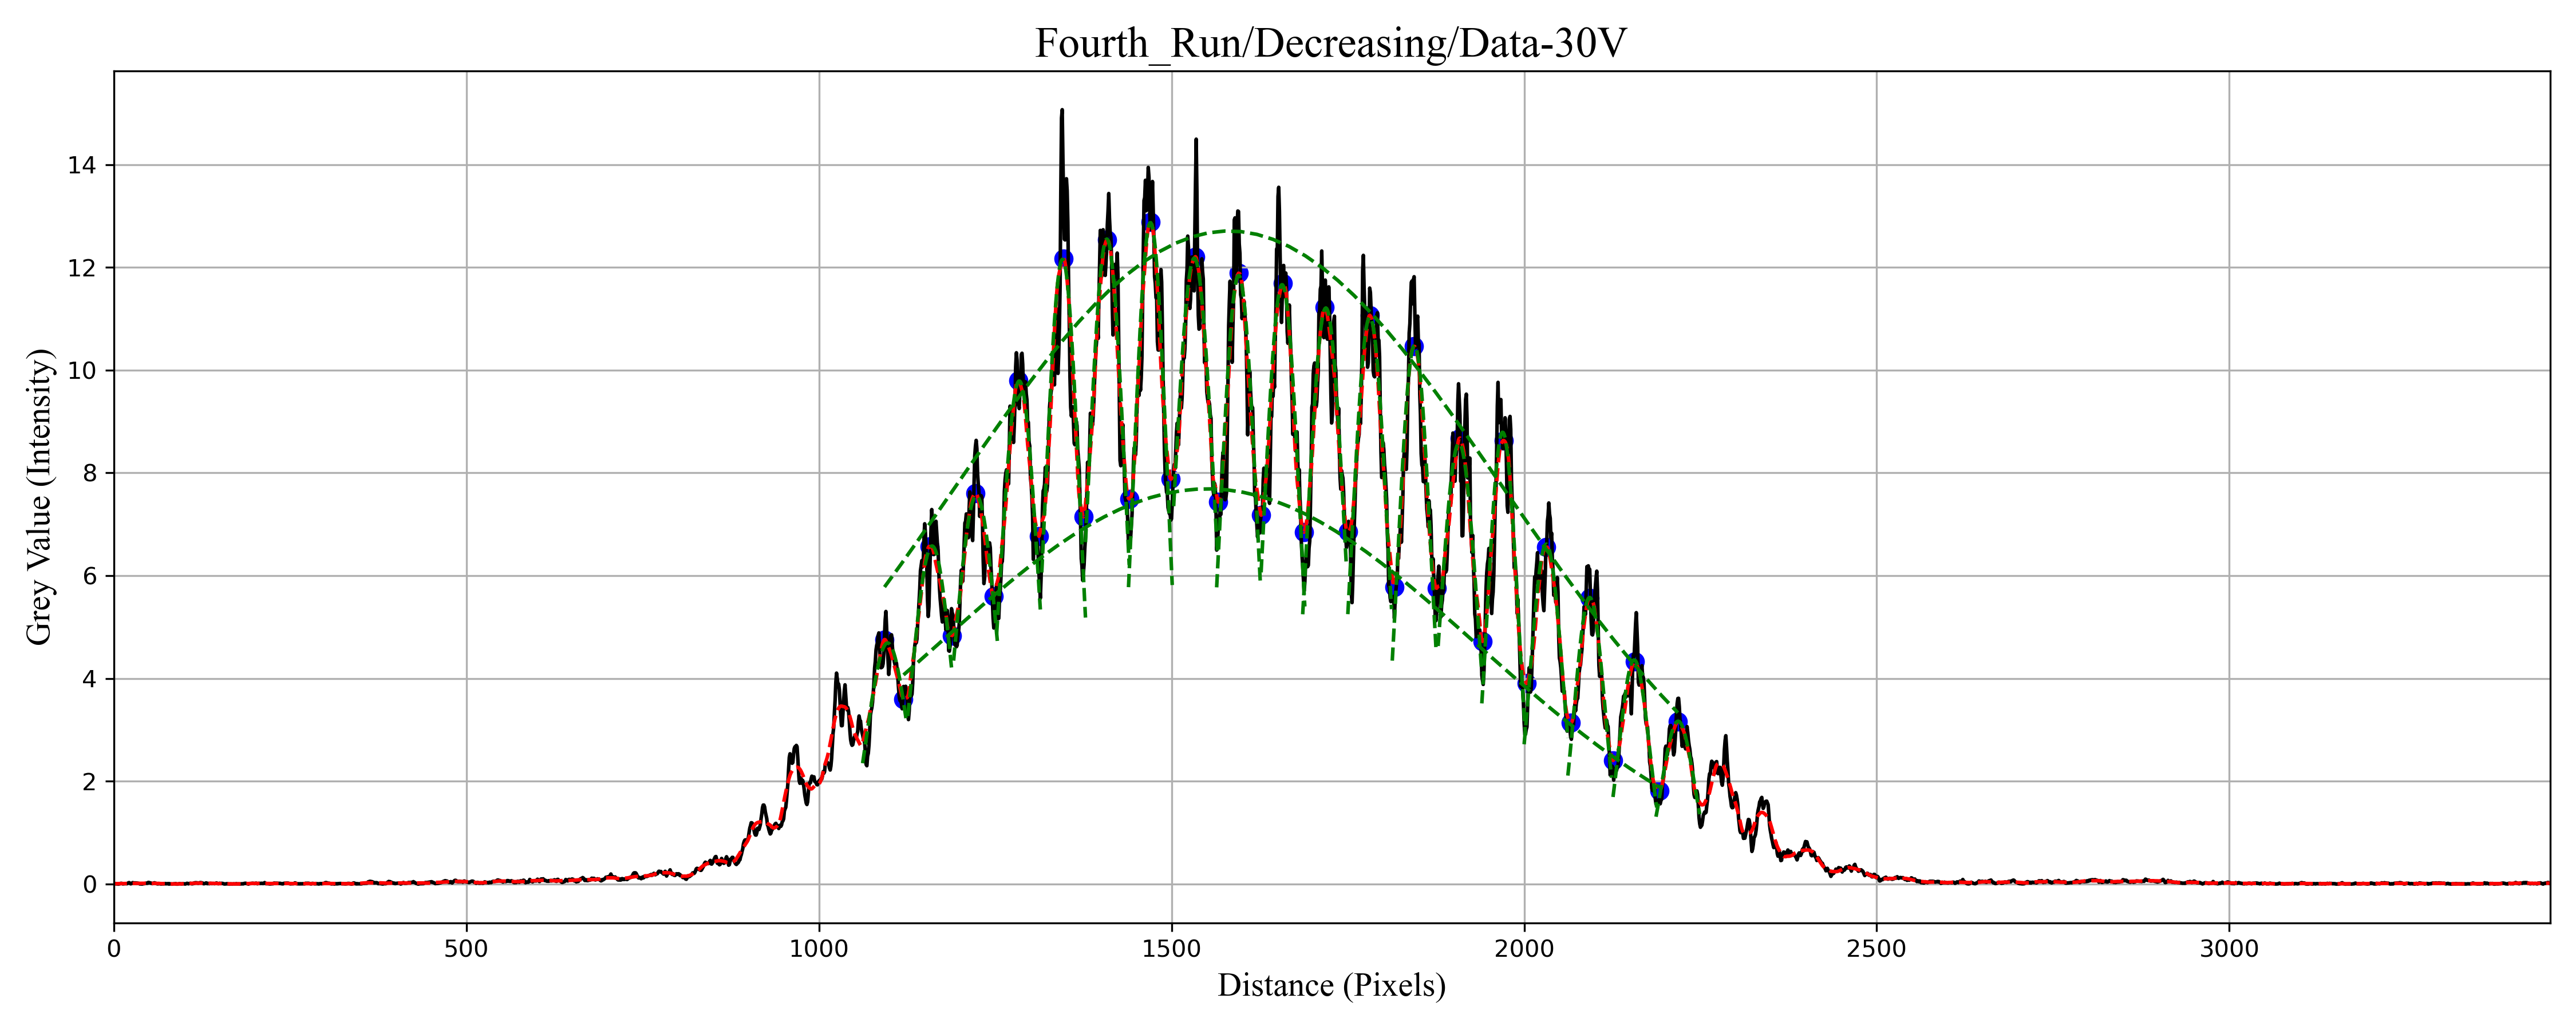 Fourth_Run/Decreasing/Data-30V
Grey Value (Intensity)
14
12
10
8
6
4
2
0
0 500 1000 1500 2000 2500 3000
Distance (Pixels)